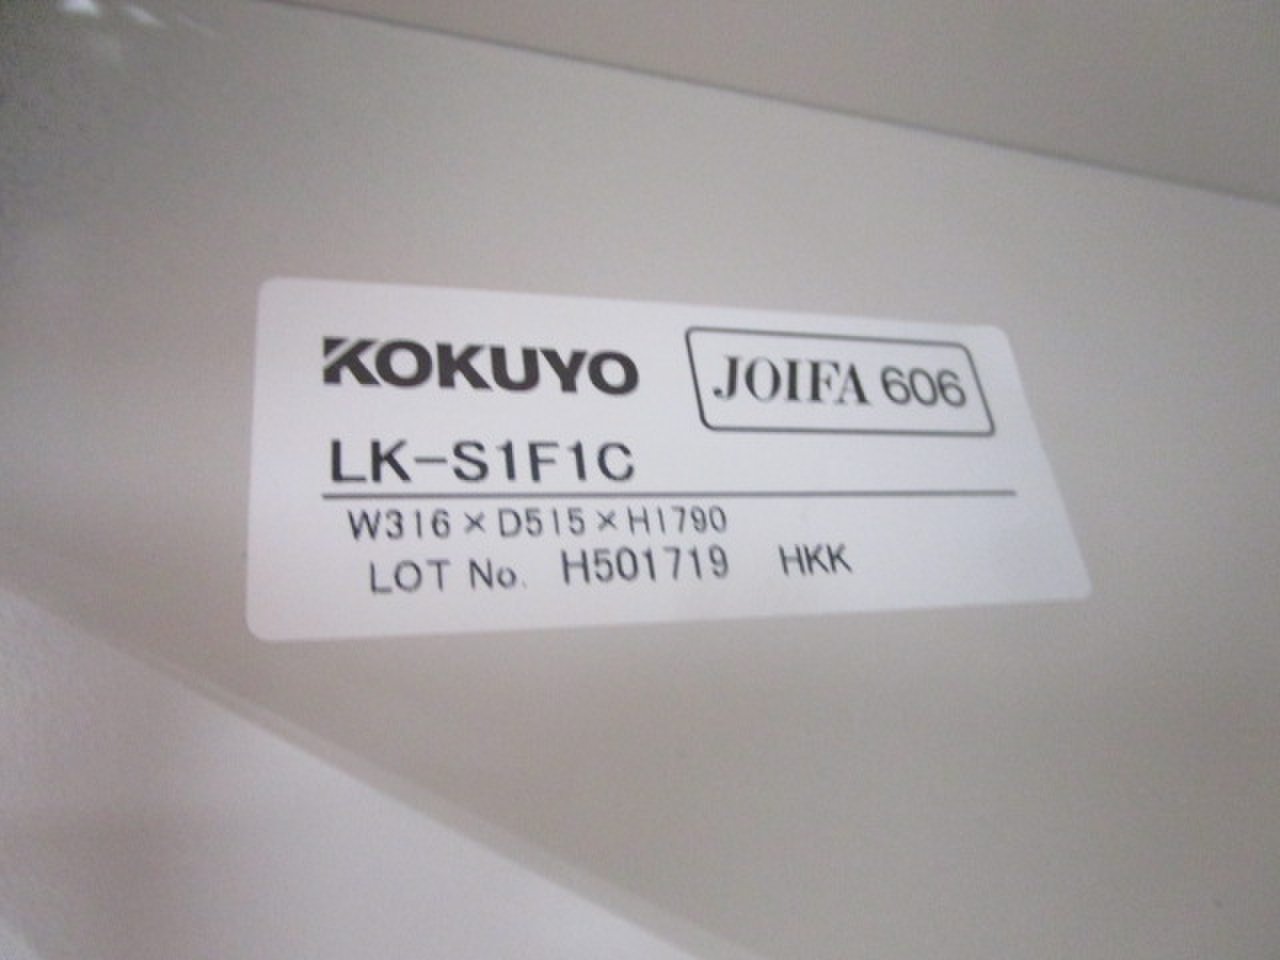 KOKUYO
JOIFA 606
LK-S1F1C
W316×D515×H1790
LOT No. H501719 HKK